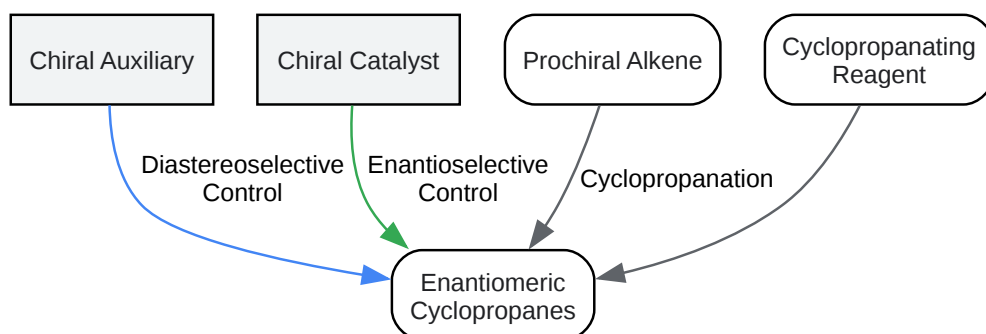 Chiral Auxiliary
Chiral Catalyst
Prochiral Alkene
Cyclopropanating
Reagent
Diastereoselective
Control
Enantioselective
Control
Cyclopropanation
Enantiomeric
Cyclopropanes